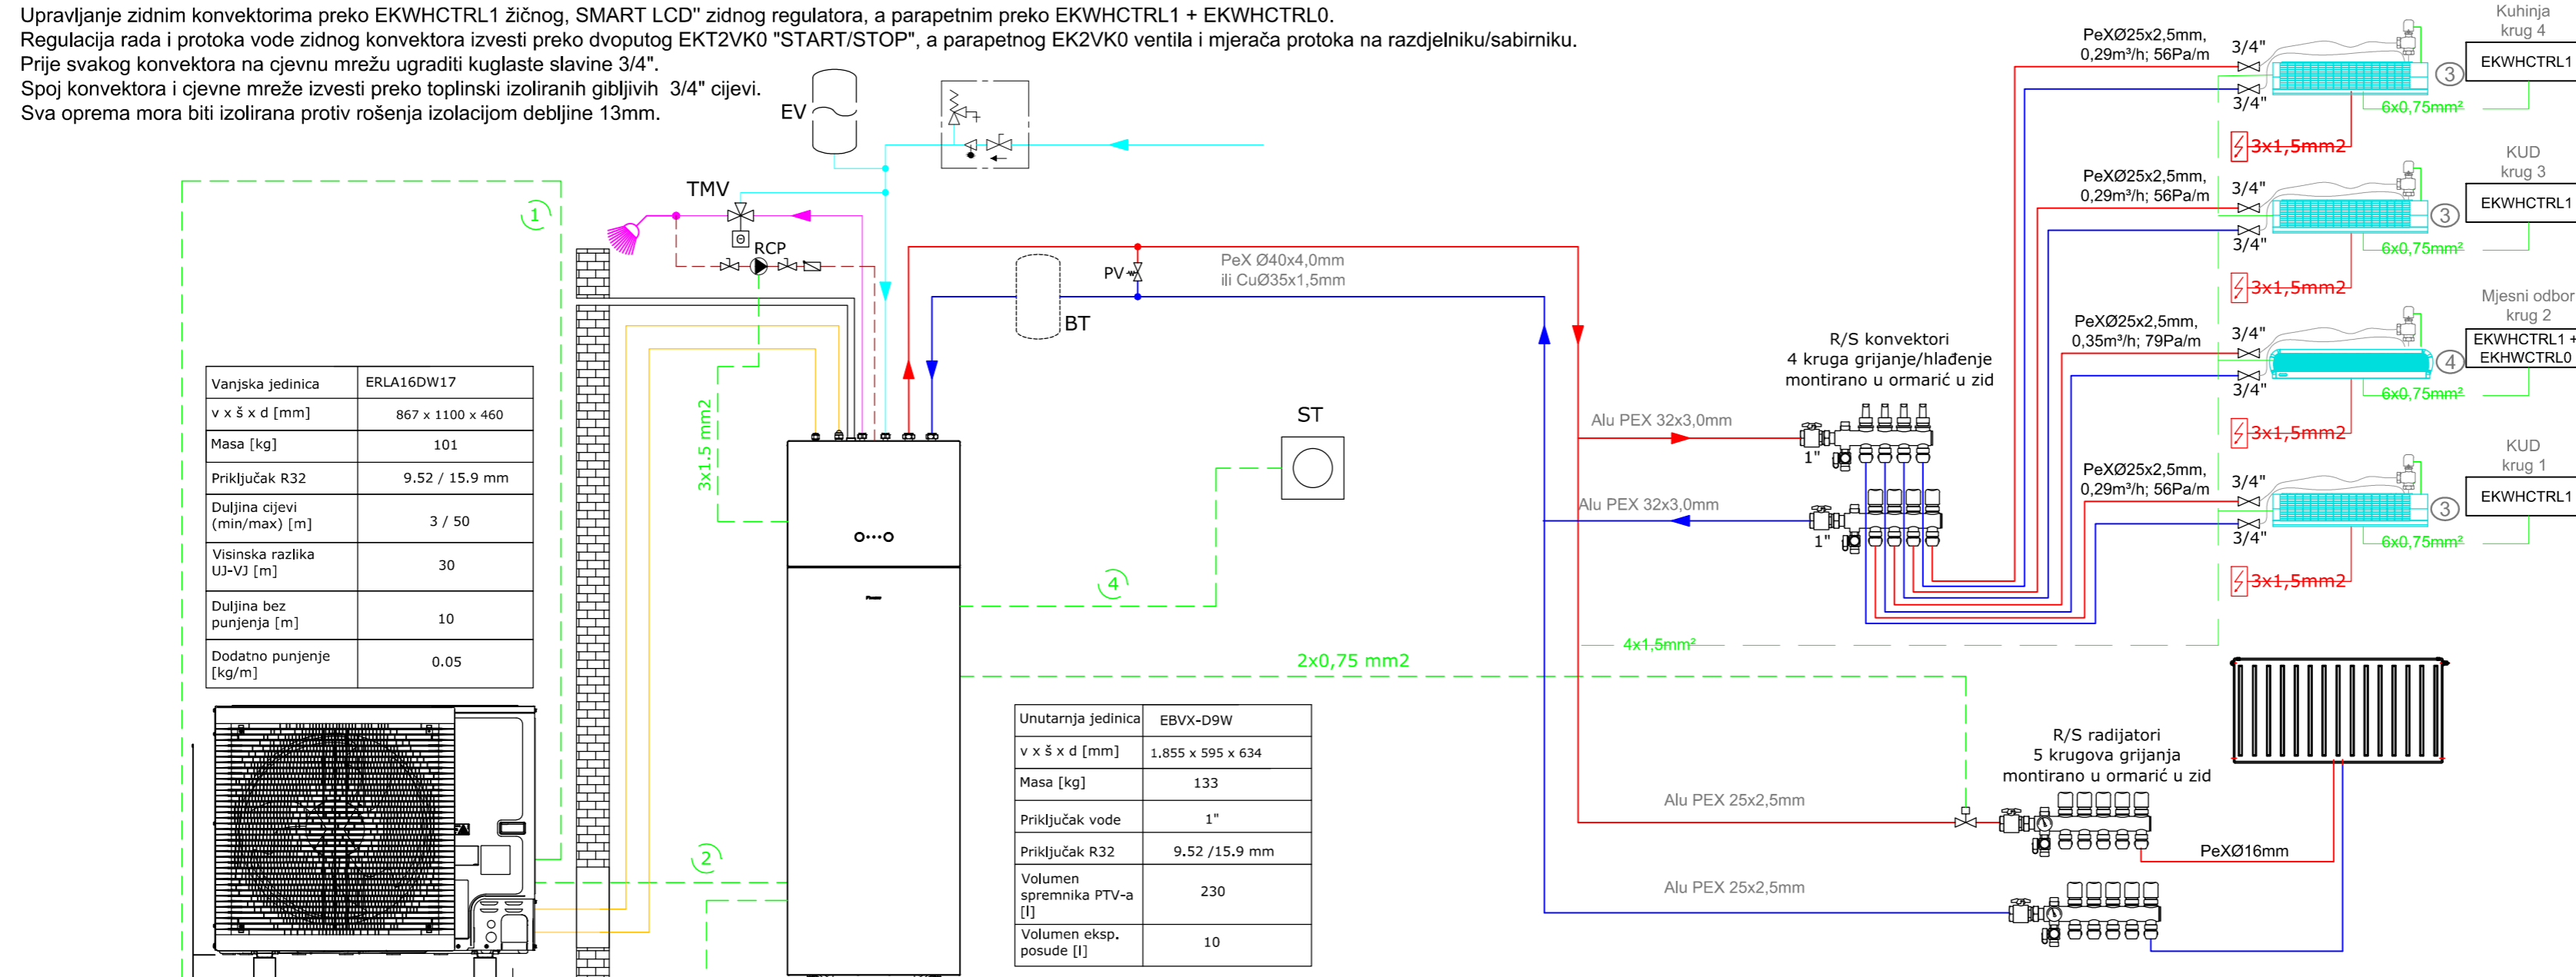 Upravljanje zidnim konvektorima preko EKWHCTRL1 žičnog, SMART LCD" zidnog regulatora, a parapetnim preko EKWHCTRL1 + EKWHCTRL0.
Regulacija rada i protoka vode zidnog konvektora izvesti preko dvoputog EKT2VK0 "START/STOP", a parapetnog EK2VK0 ventila i mjerača protoka na razdjelniku/sabirniku.
Prije svakog konvektora na cjevnu mrežu ugraditi kuglaste slavine 3/4".
Spoj konvektora i cjevne mreže izvesti preko toplinski izoliranih gibljivih 3/4" cijevi.
Sva oprema mora biti izolirana protiv rošenja izolacijom debljine 13mm.
EV
TMV
RCP
1
3x1.5 mm2
PV
BT
PeX Ø40x4,0mm
ili CuØ35x1,5mm
ST
4
2
2x0,75 mm2
4x1,5mm²
Vanjska jedinica ERLA16DW17
v x š x d [mm] 867 x 1100 x 460
Masa [kg] 101
Priključak R32 9.52 / 15.9 mm
Duljina cijevi
(min/max) [m] 3 / 50
Visinska razlika
UJ-VJ [m] 30
Duljina bez
punjenja [m] 10
Dodatno punjenje
[kg/m] 0.05
Unutarnja jedinica EBVX-D9W
v x š x d [mm] 1.855 x 595 x 634
Masa [kg] 133
Priključak vode 1"
Priključak R32 9.52 /15.9 mm
Volumen
spremnika PTV-a
[l] 230
Volumen eksp.
posude [l] 10
R/S konvektori
4 kruga grijanje/hlađenje
montirano u ormarić u zid
Alu PEX 32x3,0mm
1"
Alu PEX 32x3,0mm
1"
R/S radijatori
5 krugova grijanja
montirano u ormarić u zid
Alu PEX 25x2,5mm
Alu PEX 25x2,5mm
PeXØ16mm
PeXØ25x2,5mm,
0,29m³/h; 56Pa/m
3/4"
3/4"
3
Kuhinja
krug 4
EKWHCTRL1
6x0,75mm²
3x1,5mm2
PeXØ25x2,5mm,
0,29m³/h; 56Pa/m
3/4"
3/4"
3
KUD
krug 3
EKWHCTRL1
6x0,75mm²
3x1,5mm2
PeXØ25x2,5mm,
0,35m³/h; 79Pa/m
3/4"
3/4"
4
Mjesni odbor
krug 2
EKWHCTRL1 +
EKHWCTRL0
6x0,75mm²
3x1,5mm2
PeXØ25x2,5mm,
0,29m³/h; 56Pa/m
3/4"
3/4"
3
KUD
krug 1
EKWHCTRL1
6x0,75mm²
3x1,5mm2